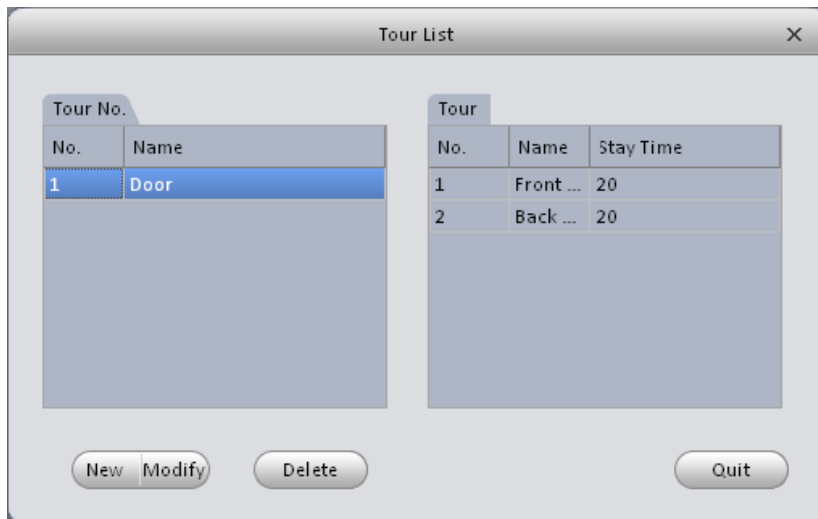 Tour List ×
Tour No.
No. Name
1 Door
Tour
No. Name Stay Time
1 Front ... 20
2 Back ... 20
New Modify Delete Quit